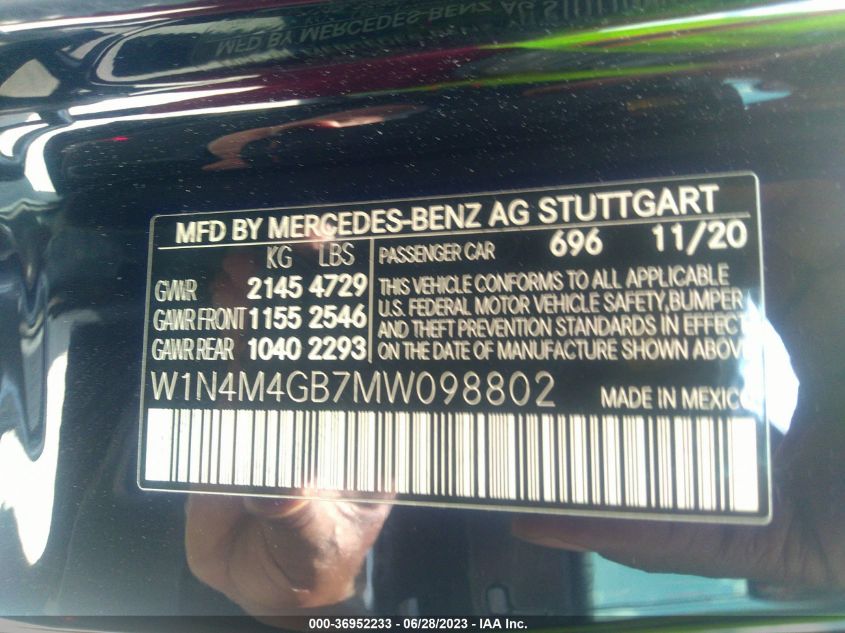 MFD BY MERCEDES-BENZ AG STUTTGART
KG LBS
GVWR 2145 4729
GAWR FRONT 1155 2546
GAWR REAR 1040 2293
PASSENGER CAR 696 11/20
THIS VEHICLE CONFORMS TO ALL APPLICABLE
U.S. FEDERAL MOTOR VEHICLE SAFETY, BUMPER
AND THEFT PREVENTION STANDARDS IN EFFECT
ON THE DATE OF MANUFACTURE SHOWN ABOVE
W1N4M4GB7MW098802 MADE IN MEXICO
000-36952233 - 06/28/2023 - IAA Inc.